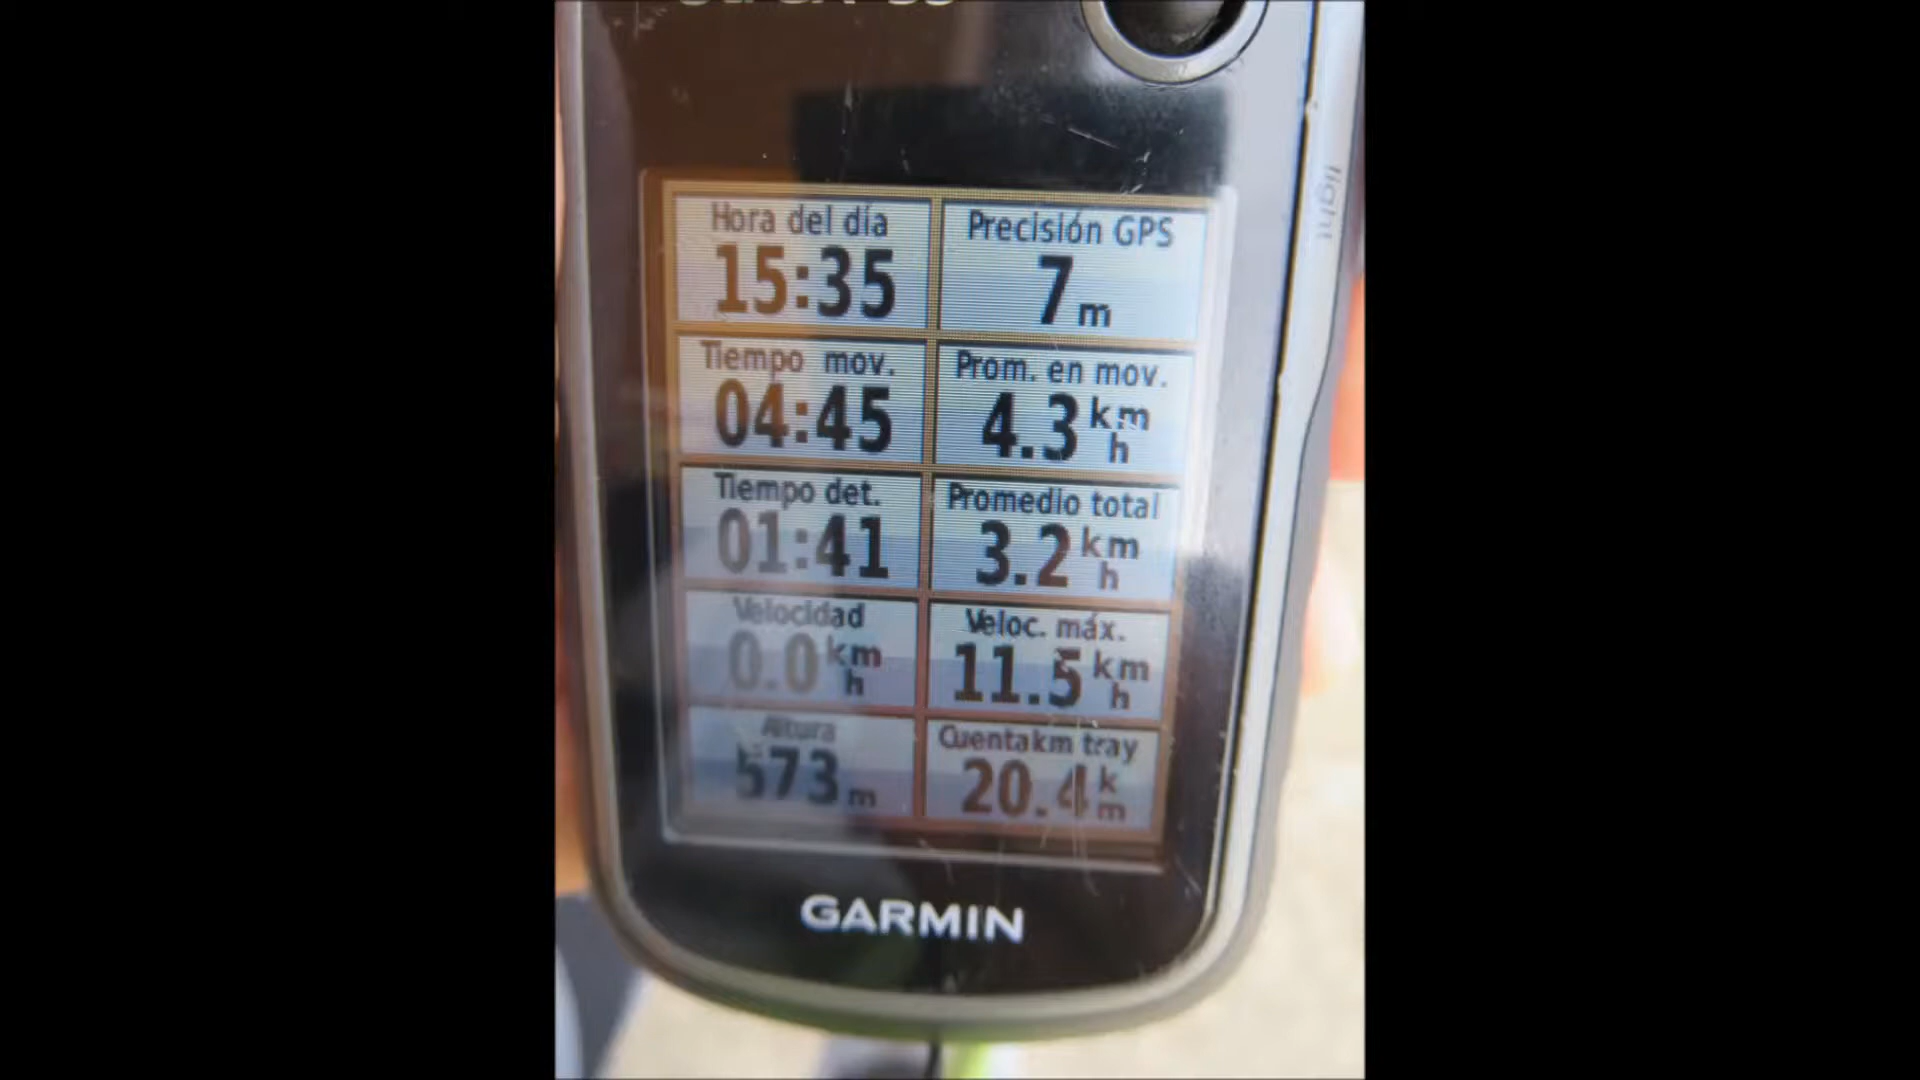 Hora del día
15:35
Precisión GPS
7 m
Tiempo mov.
04:45
Prom. en mov.
4.3 km h
Tiempo det.
01:41
Promedio total
3.2 km h
Velocidad
0.0 km h
Veloc. máx.
11.5 km h
Altura
573 m
Cuentakm tray
20.4 km
GARMIN
light